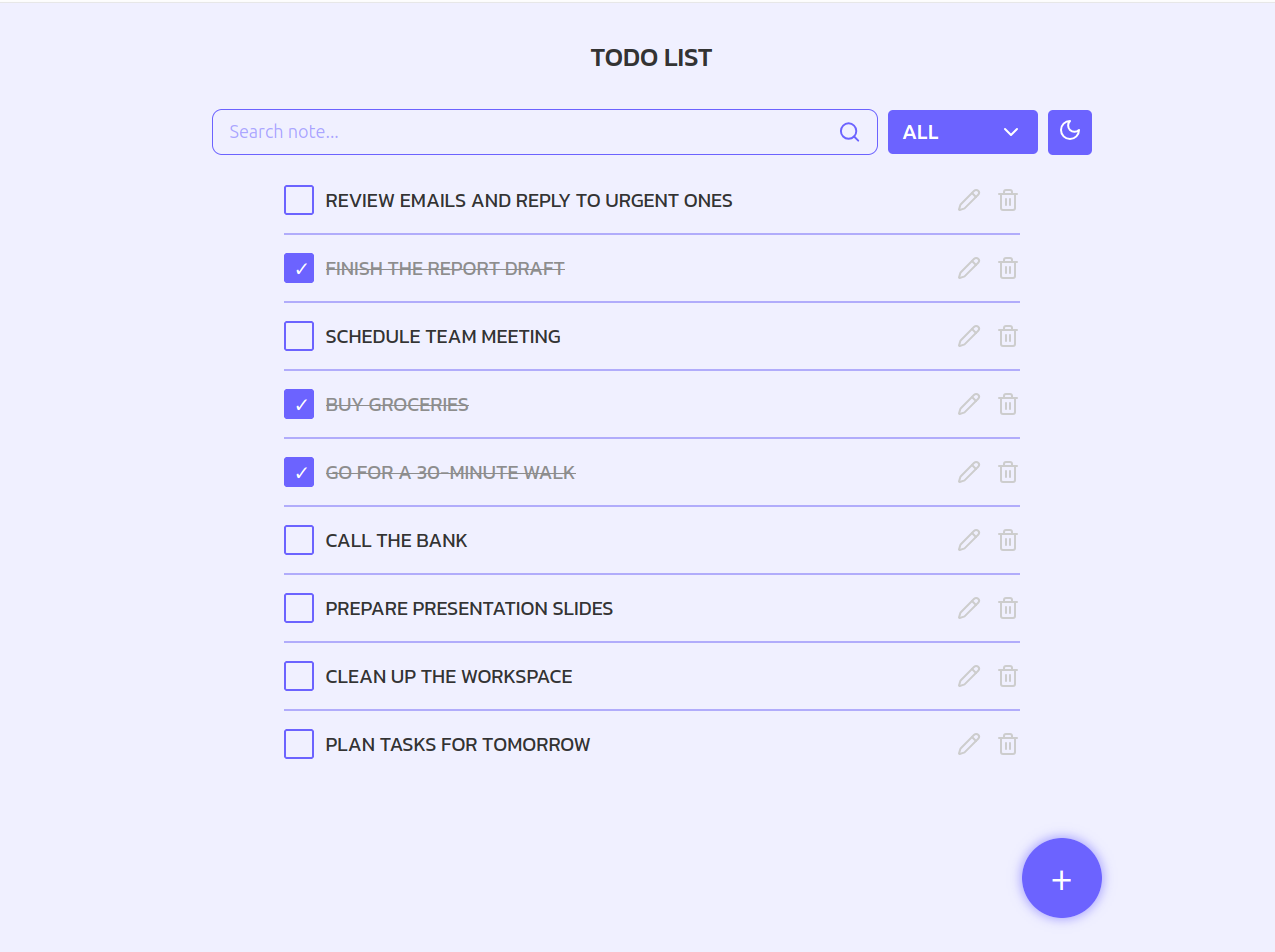 TODO LIST
Search note...
ALL
REVIEW EMAILS AND REPLY TO URGENT ONES
✓ FINISH THE REPORT DRAFT
SCHEDULE TEAM MEETING
✓ BUY GROCERIES
✓ GO FOR A 30-MINUTE WALK
CALL THE BANK
PREPARE PRESENTATION SLIDES
CLEAN UP THE WORKSPACE
PLAN TASKS FOR TOMORROW
+